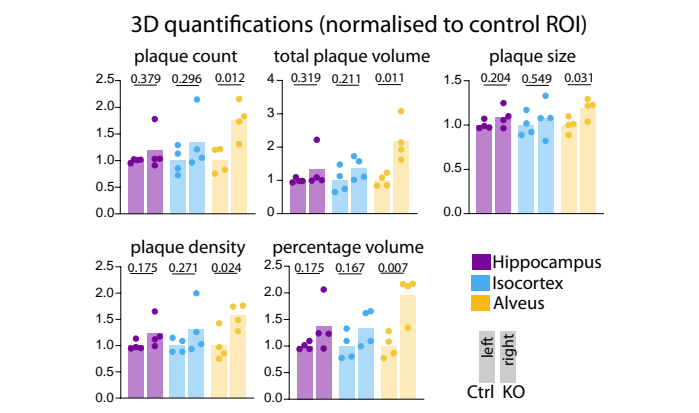 3D quantifications (normalised to control ROI)
plaque count
0.379 0.296 0.012
2.5
2.0
1.5
1.0
0.5
0.0
total plaque volume
0.319 0.211 0.011
4
3
2
1
0
plaque size
0.204 0.549 0.031
1.5
1.0
0.5
0.0
plaque density
0.175 0.271 0.024
2.5
2.0
1.5
1.0
0.5
0.0
percentage volume
0.175 0.167 0.007
2.5
2.0
1.5
1.0
0.5
0.0
Hippocampus
Isocortex
Alveus
left right
Ctrl KO